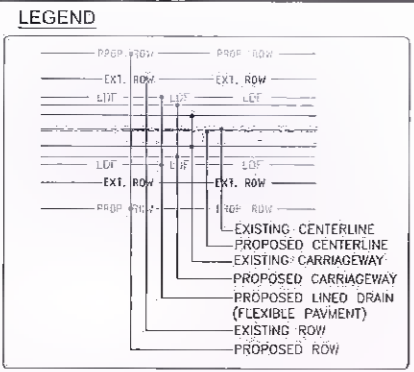 LEGEND
PROP ROW PROP ROW
EXT. ROW EXT. ROW
LDF LDF LDF
LDF LDF LDF
EXT. ROW EXT. ROW
PROP ROW PROP ROW
EXISTING CENTERLINE
PROPOSED CENTERLINE
EXISTING CARRIAGEWAY
PROPOSED CARRIAGEWAY
PROPOSED LINED DRAIN
(FLEXIBLE PAVMENT)
EXISTING ROW
PROPOSED ROW